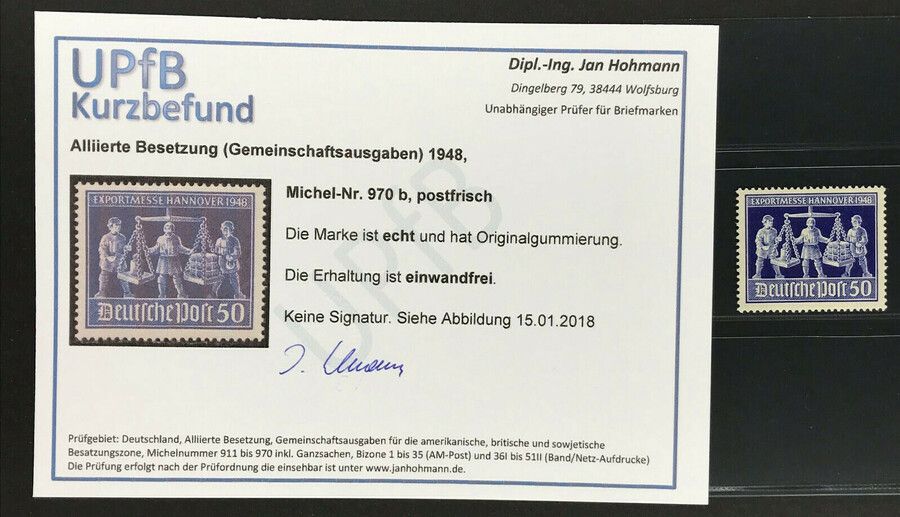 UPfB
Kurzbefund
Dipl.-Ing. Jan Hohmann
Dingelberg 79, 38444 Wolfsburg
Unabhängiger Prüfer für Briefmarken
Alliierte Besetzung (Gemeinschaftsausgaben) 1948,
EXPORTMESSE HANNOVER 1948
Deutsche Post 50
Michel-Nr. 970 b, postfrisch
Die Marke ist echt und hat Originalgummierung.
Die Erhaltung ist einwandfrei.
Keine Signatur. Siehe Abbildung 15.01.2018
UPfB
J. Hohmann
Prüfgebiet: Deutschland, Alliierte Besetzung, Gemeinschaftsausgaben für die amerikanische, britische und sowjetische
Besatzungszone, Michelnummer 911 bis 970 inkl. Ganzsachen, Bizone 1 bis 35 (AM-Post) und 36I bis 51II (Band/Netz-Aufdrucke)
Die Prüfung erfolgt nach der Prüfordnung die einsehbar ist unter www.janhohmann.de.
EXPORTMESSE HANNOVER 1948
Deutsche Post 50